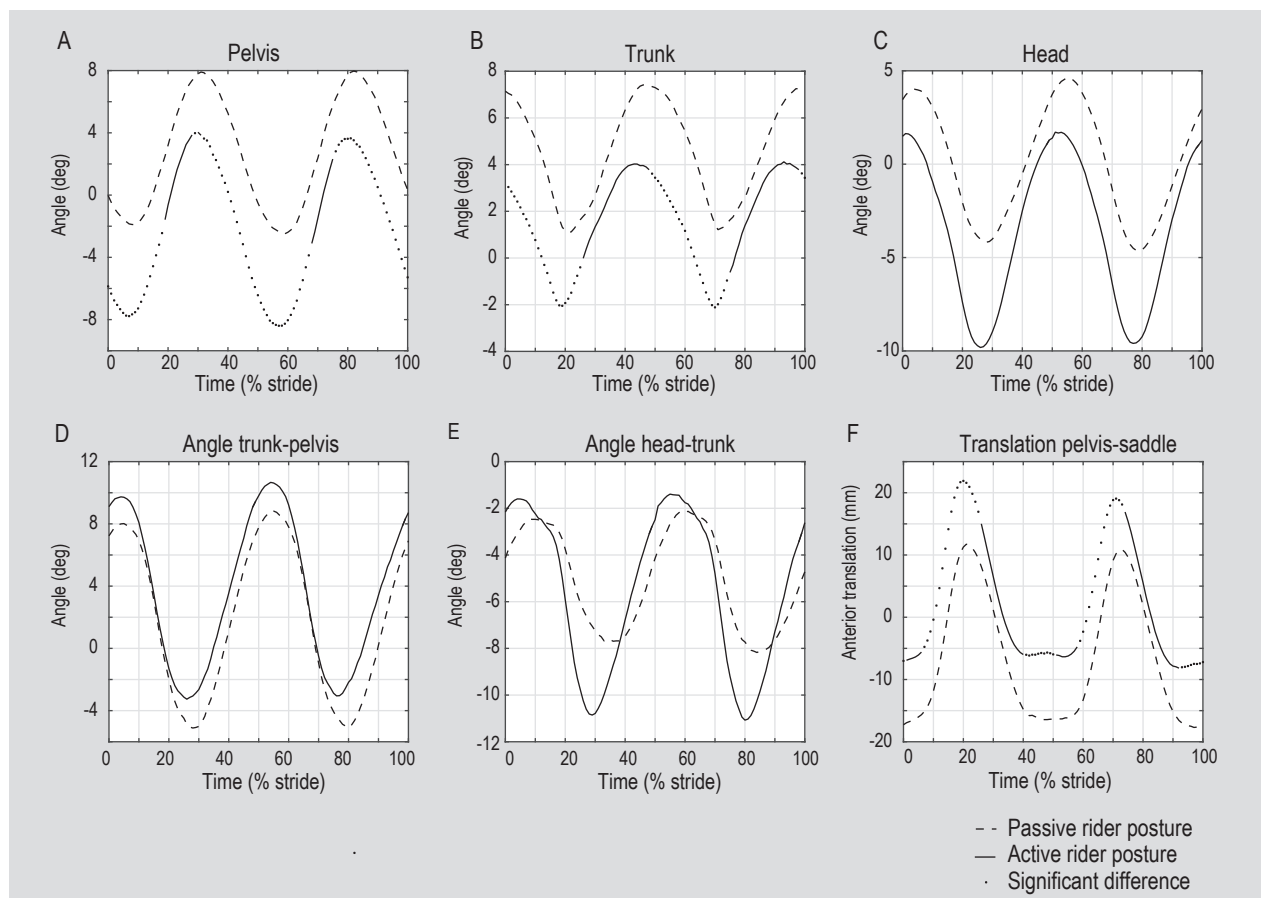 A
Pelvis
8
4
0
-4
-8
Angle (deg)
0 20 40 60 80 100
Time (% stride)
B
Trunk
8
6
4
2
0
-2
-4
Angle (deg)
0 20 40 60 80 100
Time (% stride)
C
Head
5
0
-5
-10
Angle (deg)
0 20 40 60 80 100
Time (% stride)
D
Angle trunk-pelvis
12
8
4
0
-4
Angle (deg)
0 20 40 60 80 100
Time (% stride)
E
Angle head-trunk
0
-2
-4
-6
-8
-10
-12
Angle (deg)
0 20 40 60 80 100
Time (% stride)
F
Translation pelvis-saddle
20
10
0
-10
-20
Anterior translation (mm)
0 20 40 60 80 100
Time (% stride)
Passive rider posture
Active rider posture
Significant difference